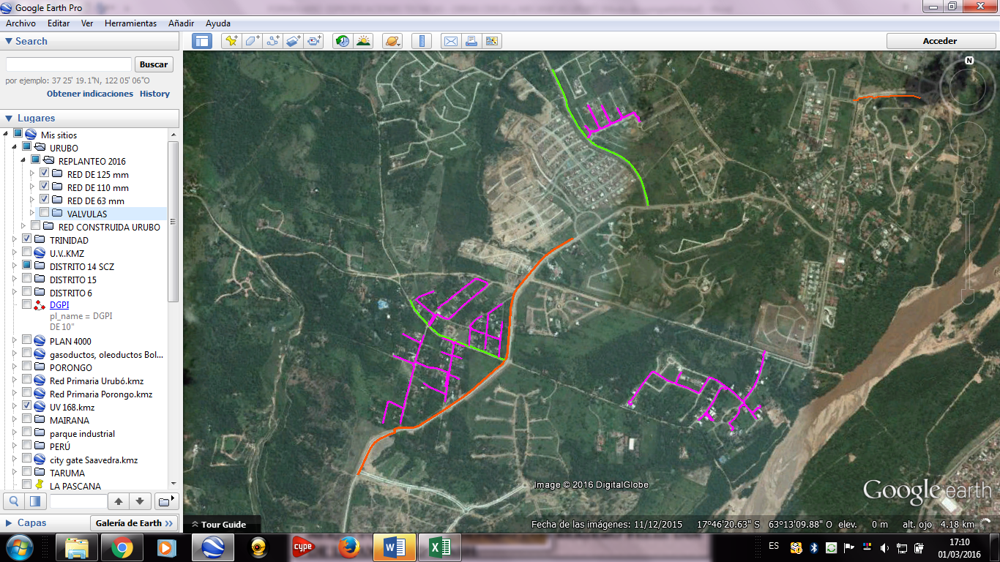 Google Earth Pro
Archivo Editar Ver Herramientas Añadir Ayuda
Search
Acceder
Buscar
por ejemplo: 37 25' 19.1"N, 122 05' 06"O
Obtener indicaciones History
Lugares
Mis sitios
URUBO
REPLANTEO 2016
RED DE 125 mm
RED DE 110 mm
RED DE 63 mm
VALVULAS
RED CONSTRUIDA URUBO
TRINIDAD
U.V..KMZ
DISTRITO 14 SCZ
DISTRITO 15
DISTRITO 6
DGPI
pl_name = DGPI
DE 10"
PLAN 4000
gasoductos, oleoductos Bol...
PORONGO
Red Primaria Urubó.kmz
Red Primaria Porongo.kmz
UV 168.kmz
MAIRANA
parque industrial
PERÚ
city gate Saavedra.kmz
TARUMA
LA PASCANA
Capas
Galería de Earth
N
Image © 2016 DigitalGlobe
Google earth
Tour Guide
Fecha de las imágenes: 11/12/2015 17°46'20.63" S 63°13'09.88" O elev. 0 m alt. ojo 4.18 km
cype
ES
17:10
01/03/2016